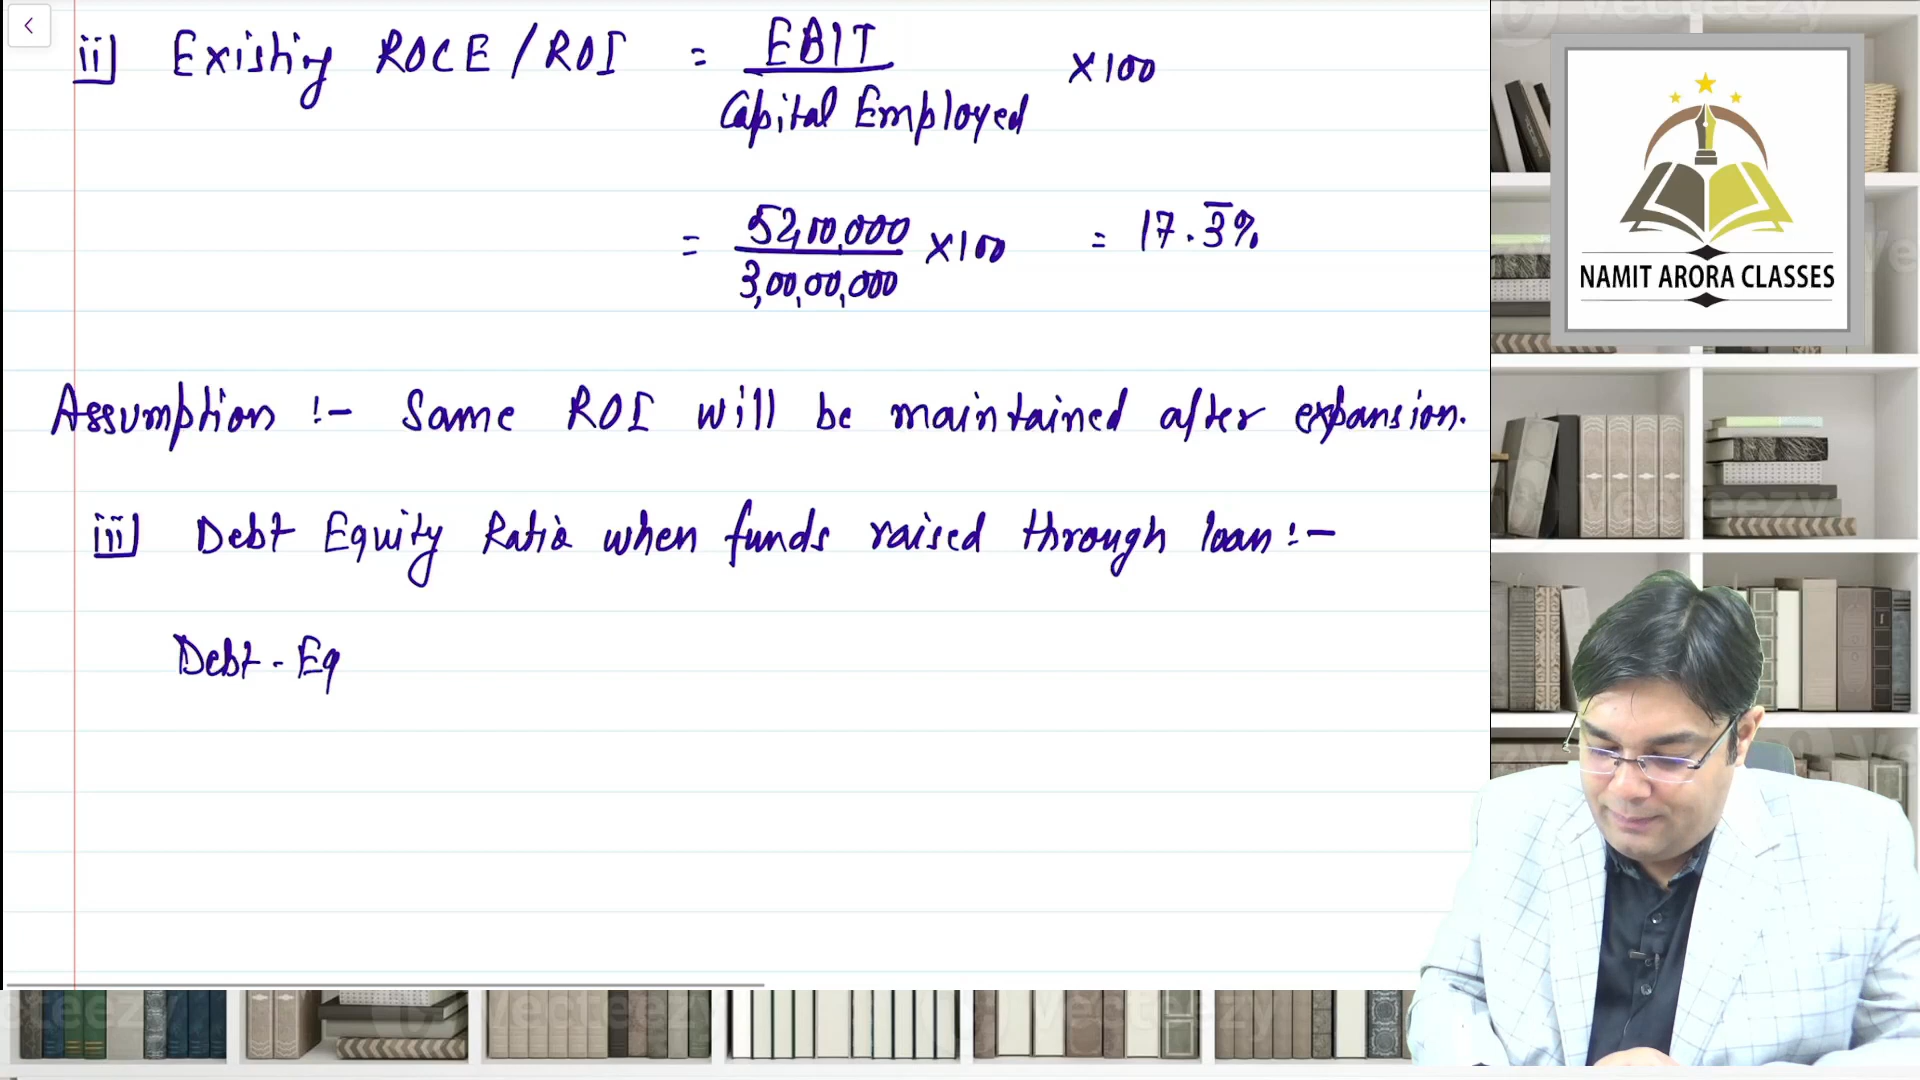 ii] Existing ROCE / ROI = EBIT / Capital Employed ×100
= 52,00,000 / 3,00,00,000 ×100 = 17.3̅%
Assumption :- Same ROI will be maintained after expansion.
iii] Debt Equity Ratio when funds raised through loan :-
Debt - Eq
NAMIT ARORA CLASSES